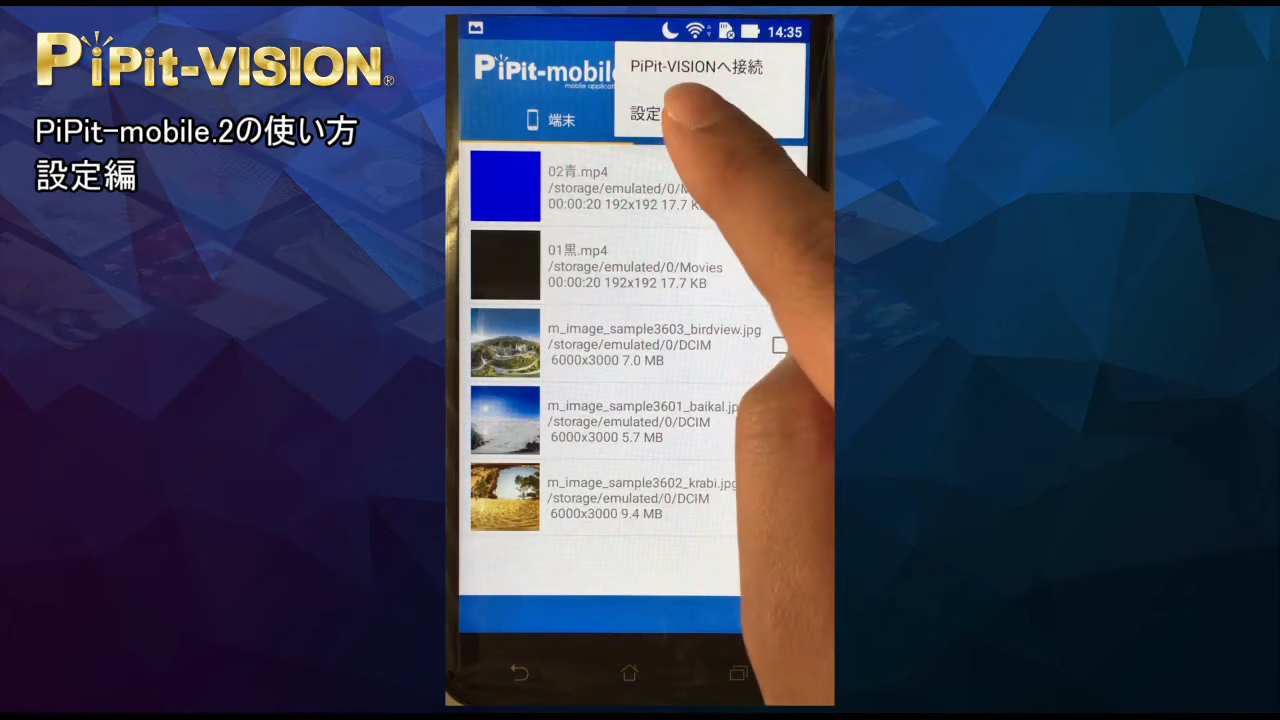 PiPit-VISION®
PiPit-mobile.2の使い方
設定編
14:35
PiPit-mobile
mobile applicat
PiPit-VISIONへ接続
設定
端末
02青.mp4
/storage/emulated/0/M
00:00:20 192x192 17.7 K
01黒.mp4
/storage/emulated/0/Movies
00:00:20 192x192 17.7 KB
m_image_sample3603_birdview.jpg
/storage/emulated/0/DCIM
6000x3000 7.0 MB
m_image_sample3601_baikal.jp
/storage/emulated/0/DCIM
6000x3000 5.7 MB
m_image_sample3602_krabi.jpg
/storage/emulated/0/DCIM
6000x3000 9.4 MB